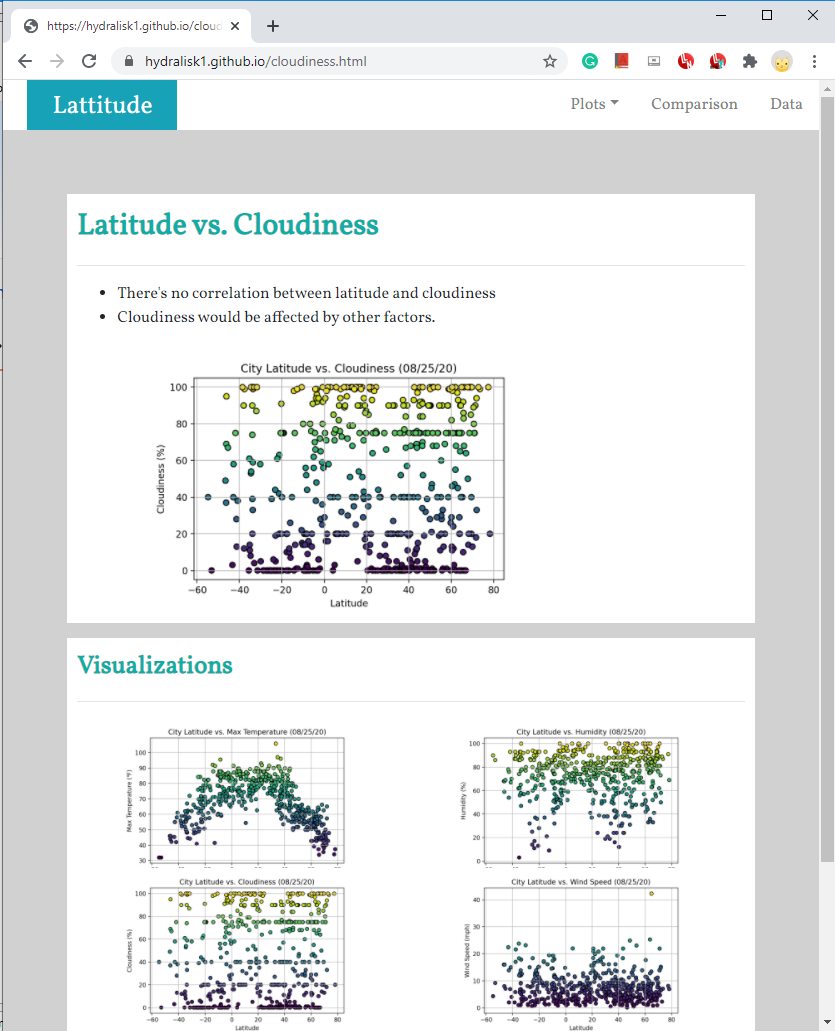 https://hydralisk1.github.io/cloud
hydralisk1.github.io/cloudiness.html
Lattitude
Plots
Comparison
Data
Latitude vs. Cloudiness
There's no correlation between latitude and cloudiness
Cloudiness would be affected by other factors.
City Latitude vs. Cloudiness (08/25/20)
100
80
60
40
20
0
Cloudiness (%)
−60 −40 −20 0 20 40 60 80
Latitude
Visualizations
City Latitude vs. Max Temperature (08/25/20)
100
90
80
70
60
50
40
30
Max Temperature (°F)
City Latitude vs. Humidity (08/25/20)
100
80
60
40
20
0
Humidity (%)
City Latitude vs. Cloudiness (08/25/20)
100
80
60
40
20
0
Cloudiness (%)
−60 −40 −20 0 20 40 60 80
Latitude
City Latitude vs. Wind Speed (08/25/20)
40
30
20
10
0
Wind Speed (mph)
−60 −40 −20 0 20 40 60 80
Latitude